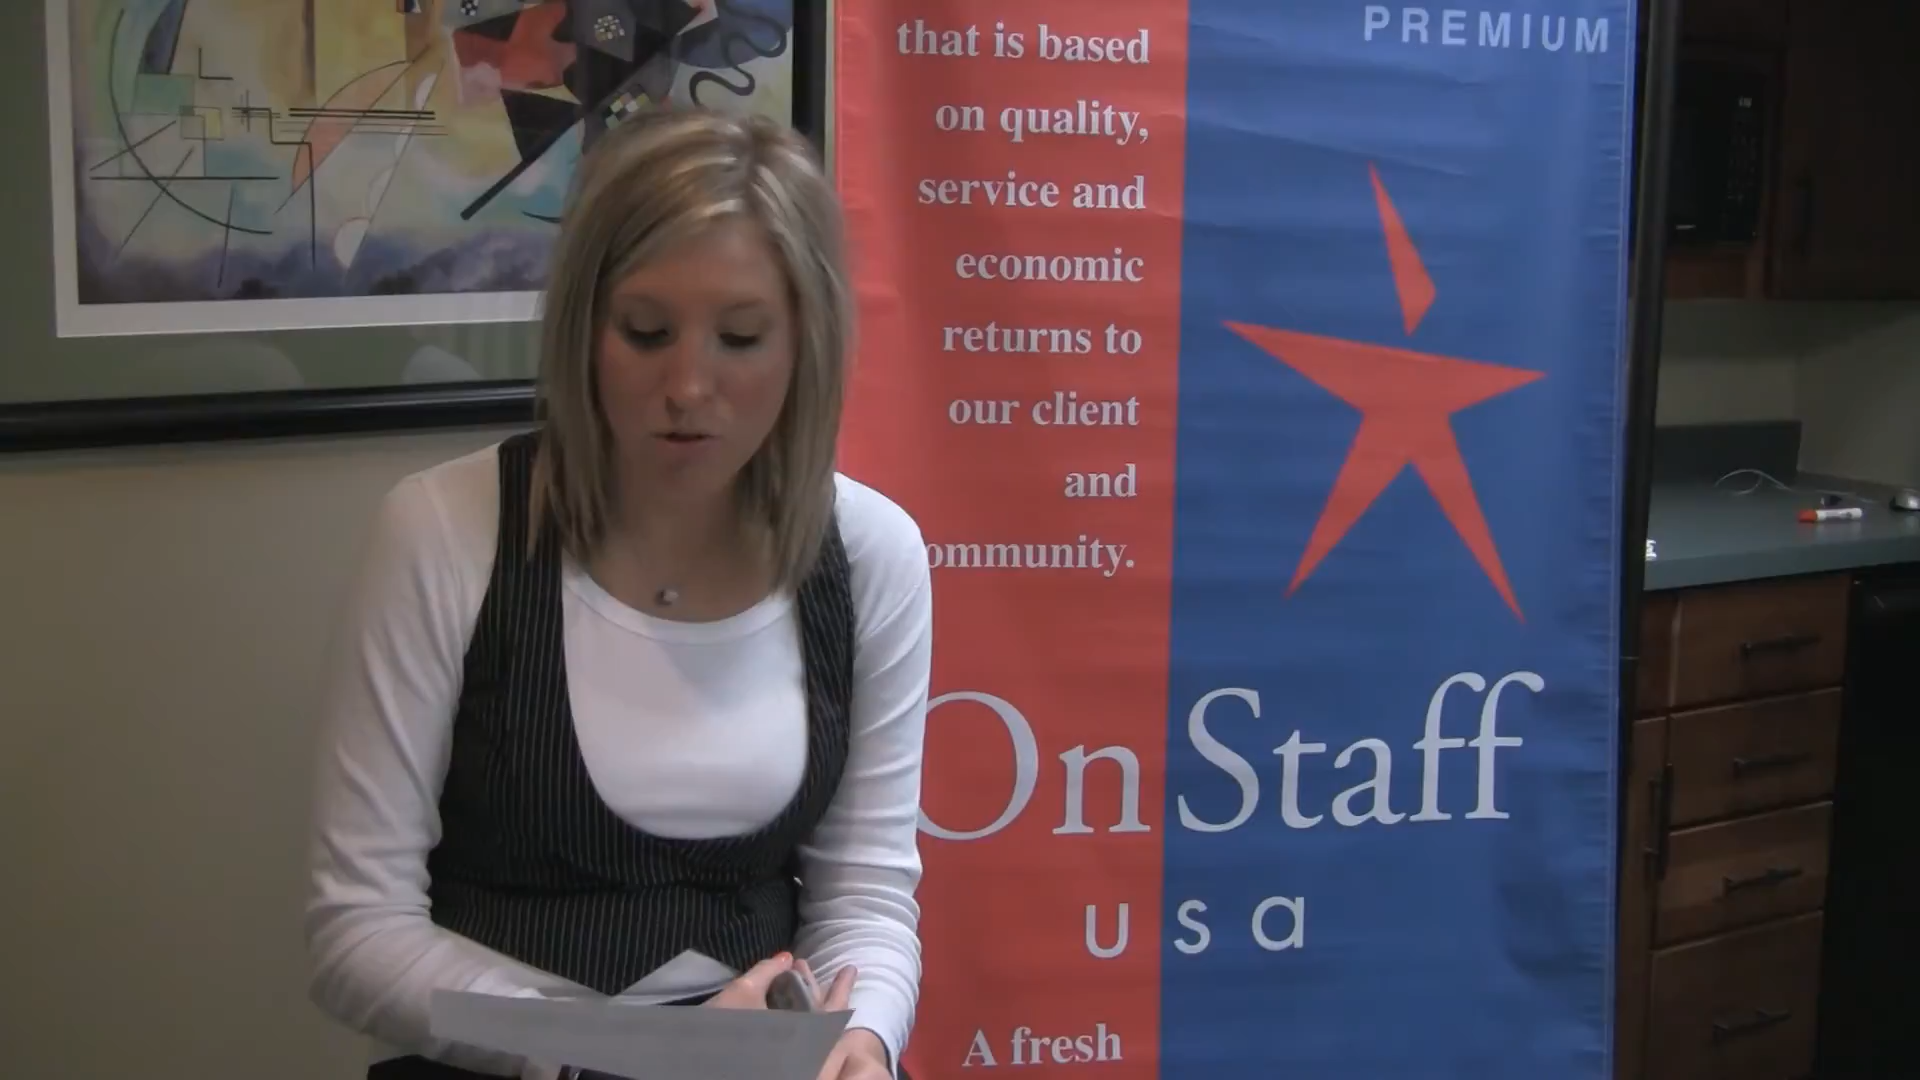 that is based
on quality,
service and
economic
returns to
our client
and
ommunity.
PREMIUM
OnStaff
usa
A fresh